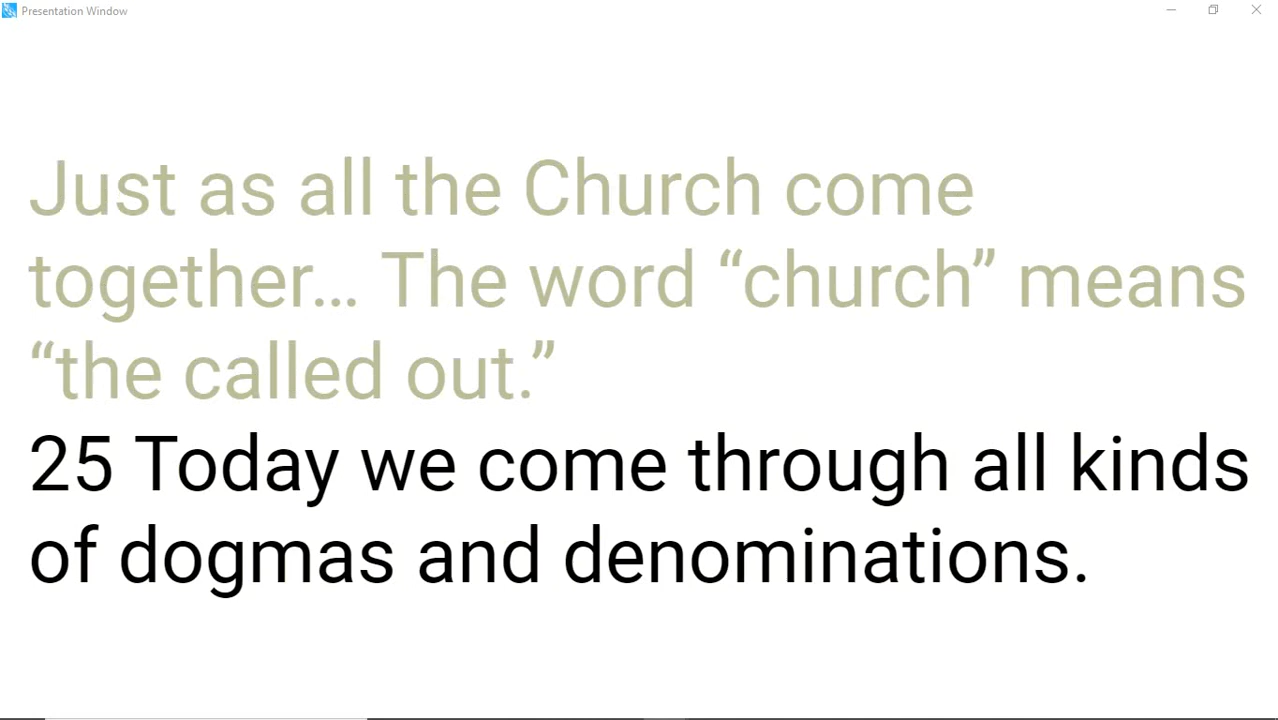 Presentation Window
Just as all the Church come
together… The word “church” means
“the called out.”
25 Today we come through all kinds
of dogmas and denominations.